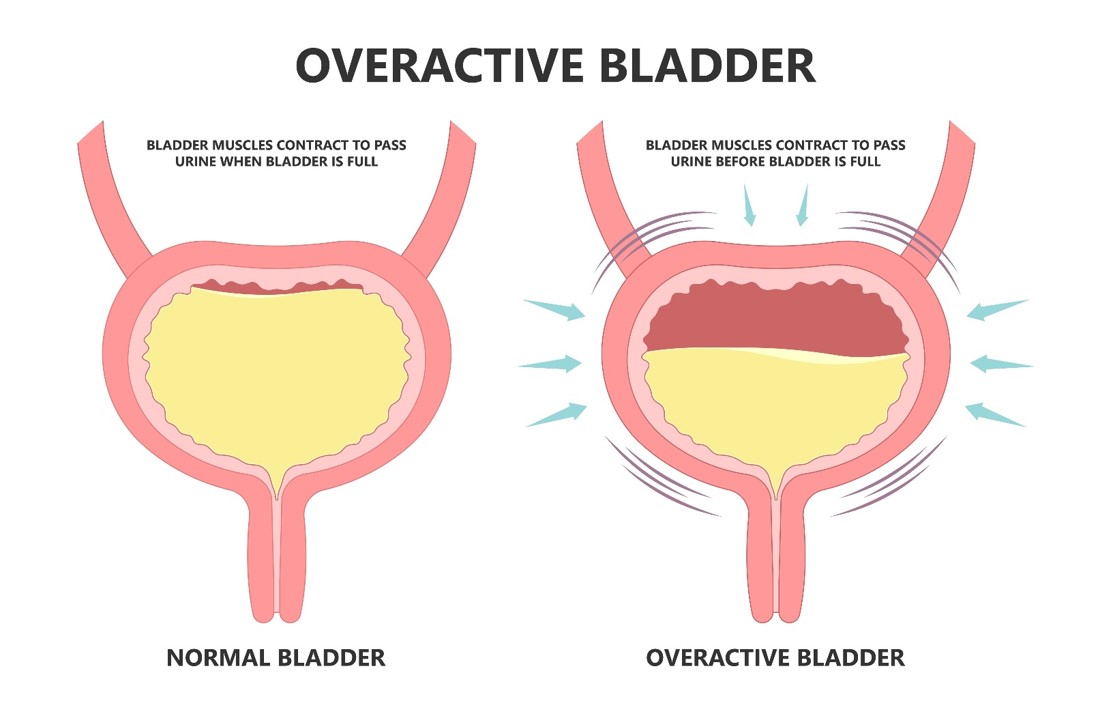 OVERACTIVE BLADDER
BLADDER MUSCLES CONTRACT TO PASS
URINE WHEN BLADDER IS FULL
BLADDER MUSCLES CONTRACT TO PASS
URINE BEFORE BLADDER IS FULL
NORMAL BLADDER
OVERACTIVE BLADDER